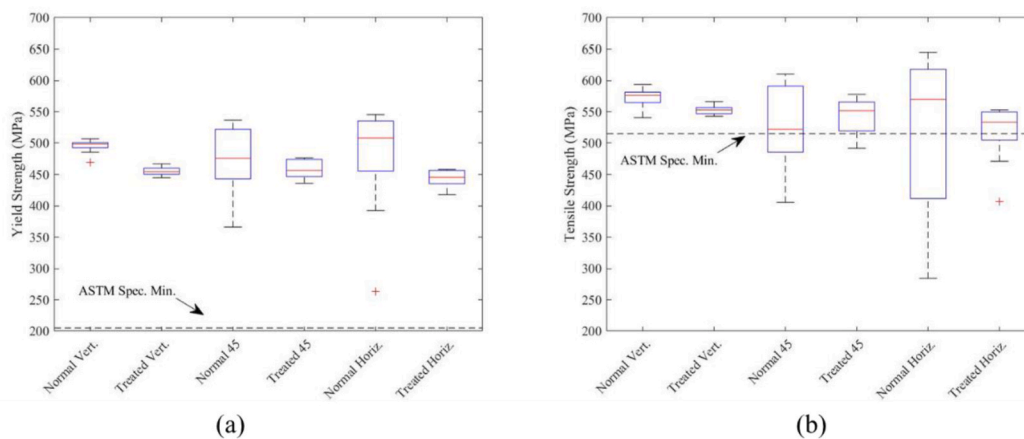 700
650
600
550
500
450
400
350
300
250
200
Yield Strength (MPa)
ASTM Spec. Min.
Normal Vert.
Treated Vert.
Normal 45
Treated 45
Normal Horiz.
Treated Horiz.
(a)
700
650
600
550
500
450
400
350
300
250
200
Tensile Strength (MPa)
ASTM Spec. Min.
Normal Vert.
Treated Vert.
Normal 45
Treated 45
Normal Horiz.
Treated Horiz.
(b)